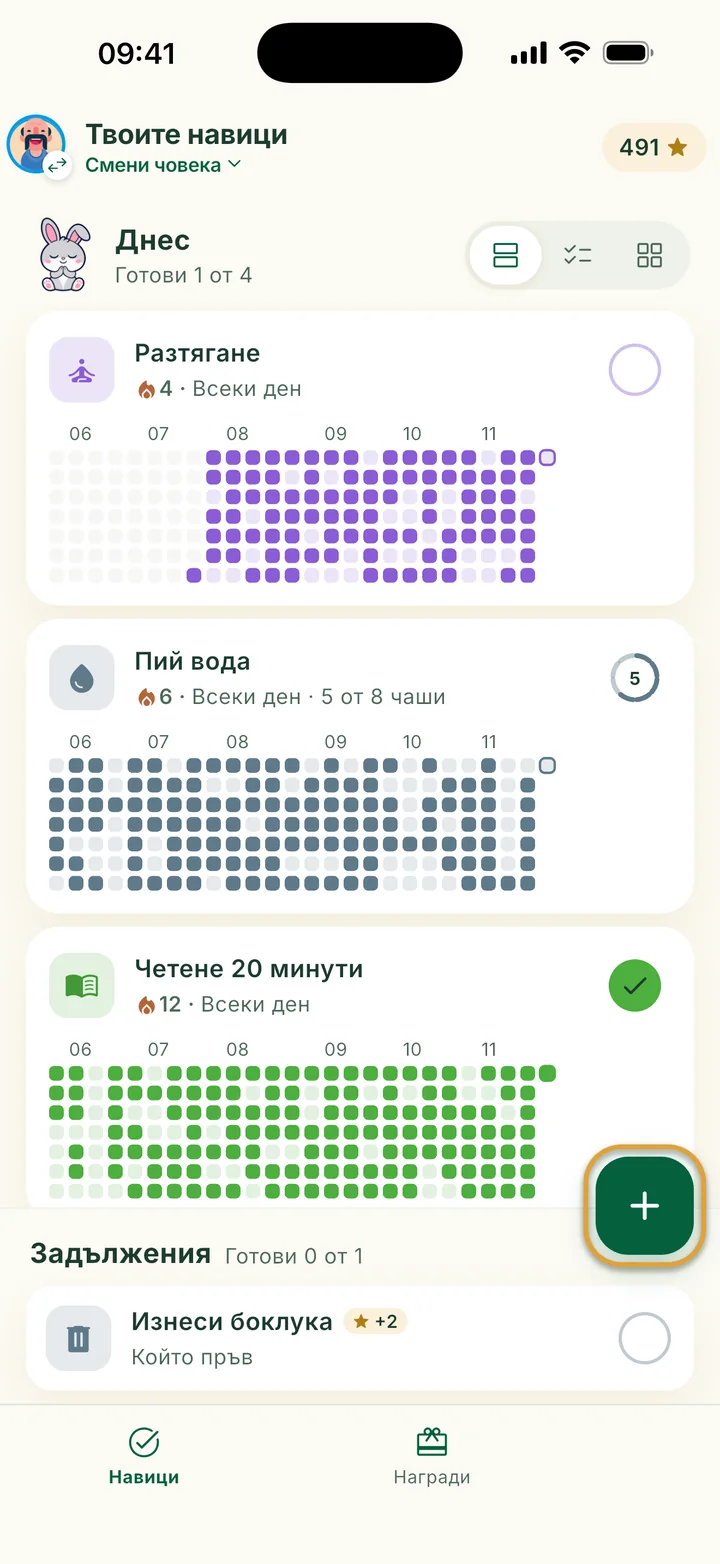 09:41
Твоите навици
Смени човека
491
Днес
Готови 1 от 4
Разтягане
4 · Всеки ден
06 07 08 09 10 11
Пий вода
6 · Всеки ден · 5 от 8 чаши
5
06 07 08 09 10 11
Четене 20 минути
12 · Всеки ден
06 07 08 09 10 11
Задължения Готови 0 от 1
Изнеси боклука +2
Който пръв
Навици
Награди